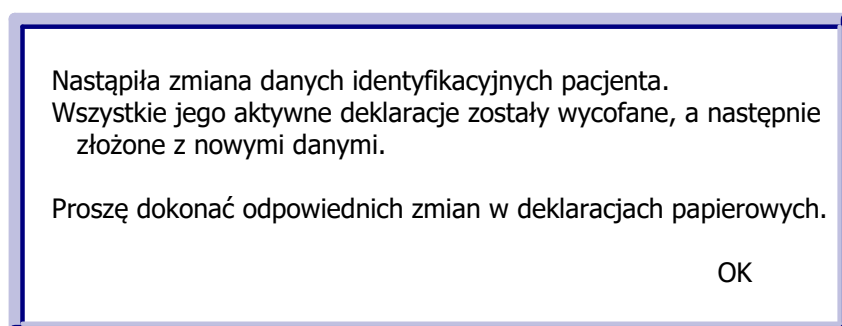 Nastąpiła zmiana danych identyfikacyjnych pacjenta.
Wszystkie jego aktywne deklaracje zostały wycofane, a następnie
złożone z nowymi danymi.
Proszę dokonać odpowiednich zmian w deklaracjach papierowych.
OK